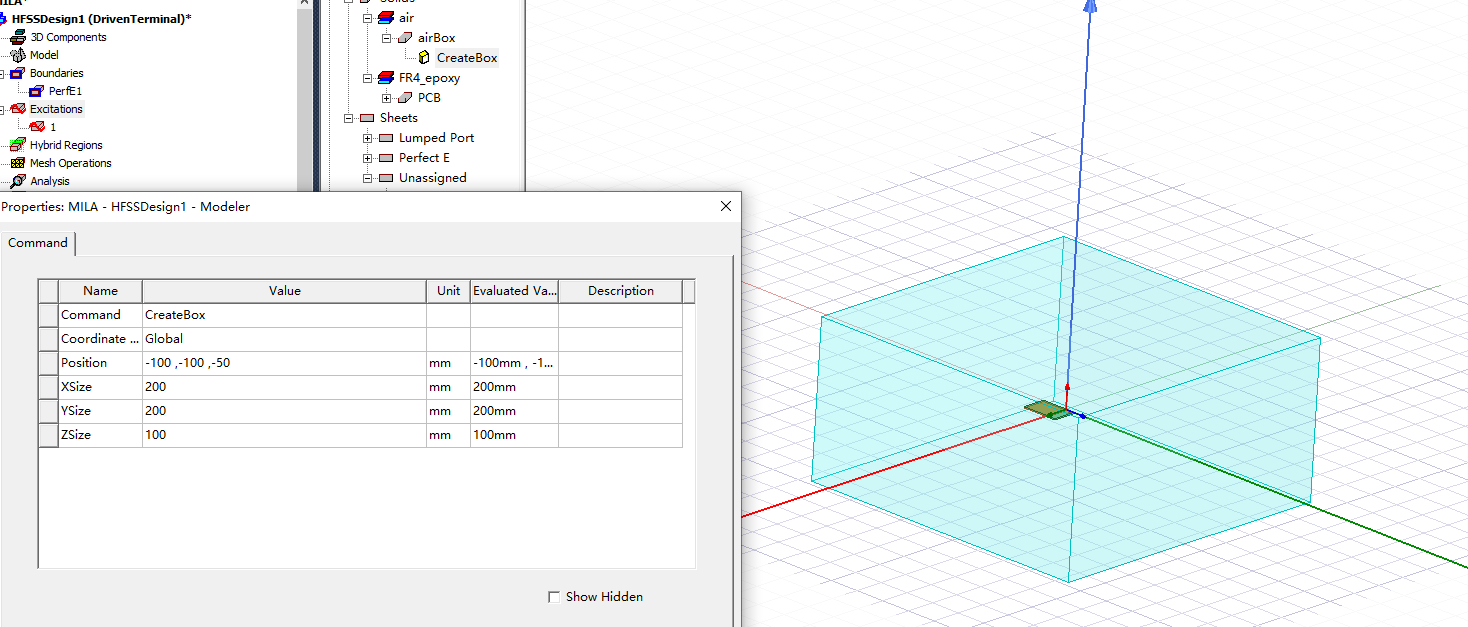 HFSSDesign1 (DrivenTerminal)*
3D Components
Model
Boundaries
PerfE1
Excitations
1
Hybrid Regions
Mesh Operations
Analysis
air
airBox
CreateBox
FR4_epoxy
PCB
Sheets
Lumped Port
Perfect E
Unassigned
Properties: MILA - HFSSDesign1 - Modeler
Command
Name Value Unit Evaluated Va... Description
Command CreateBox
Coordinate ... Global
Position -100 ,-100 ,-50 mm -100mm , -1...
XSize 200 mm 200mm
YSize 200 mm 200mm
ZSize 100 mm 100mm
Show Hidden